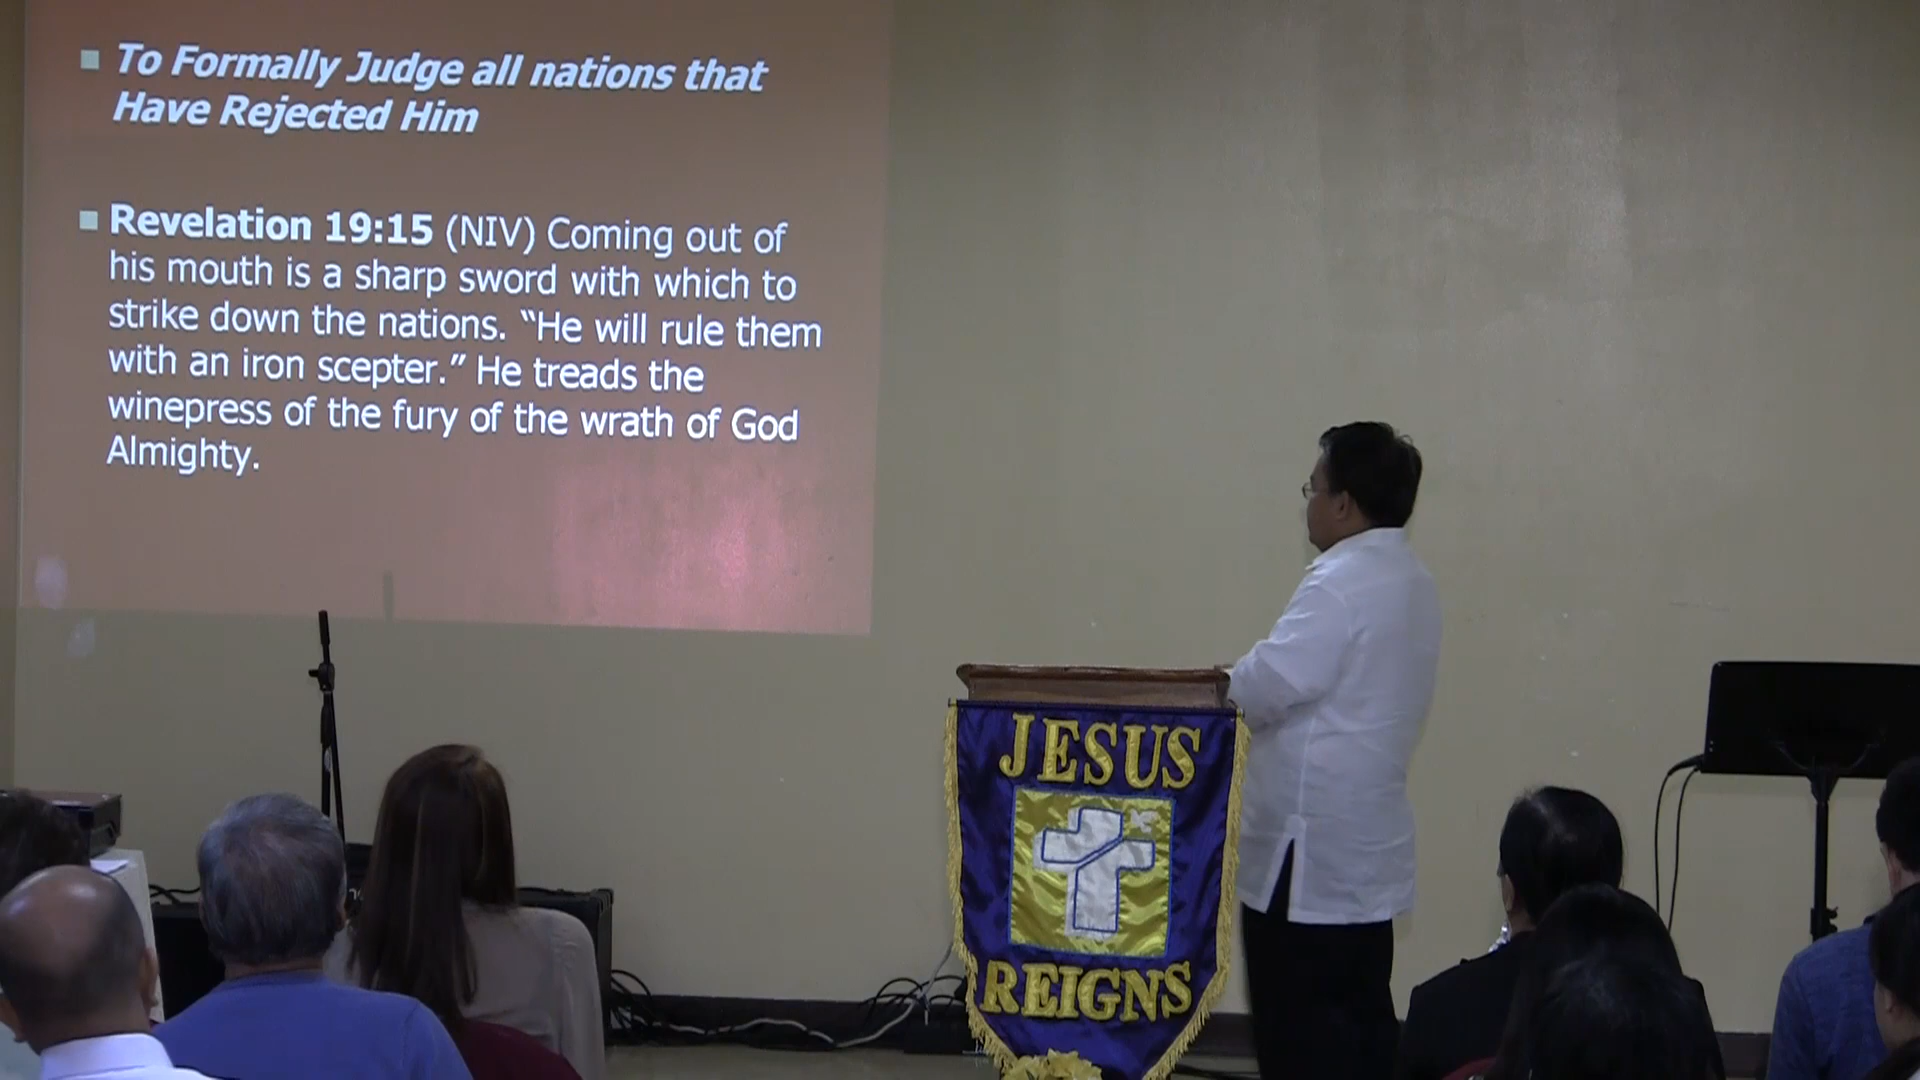 To Formally Judge all nations that
Have Rejected Him
Revelation 19:15 (NIV) Coming out of
his mouth is a sharp sword with which to
strike down the nations. “He will rule them
with an iron scepter.” He treads the
winepress of the fury of the wrath of God
Almighty.
JESUS
REIGNS